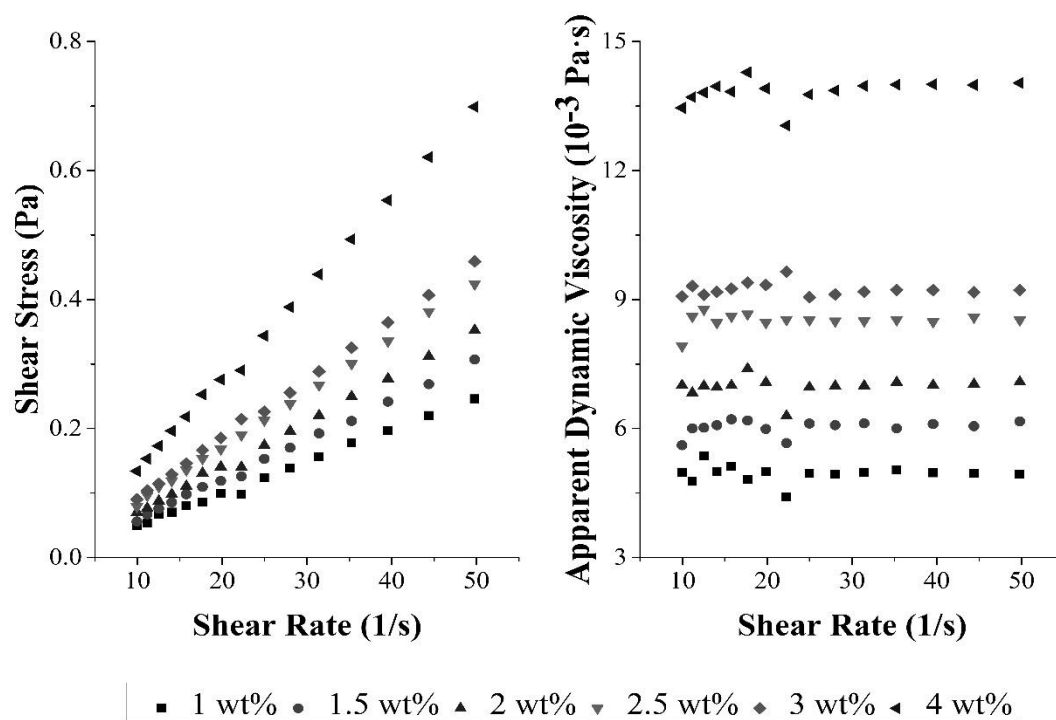 Shear Stress (Pa)
0.8
0.6
0.4
0.2
0.0
10 20 30 40 50
Shear Rate (1/s)
Apparent Dynamic Viscosity (10⁻³ Pa·s)
15
12
9
6
3
10 20 30 40 50
Shear Rate (1/s)
1 wt% 1.5 wt% 2 wt% 2.5 wt% 3 wt% 4 wt%